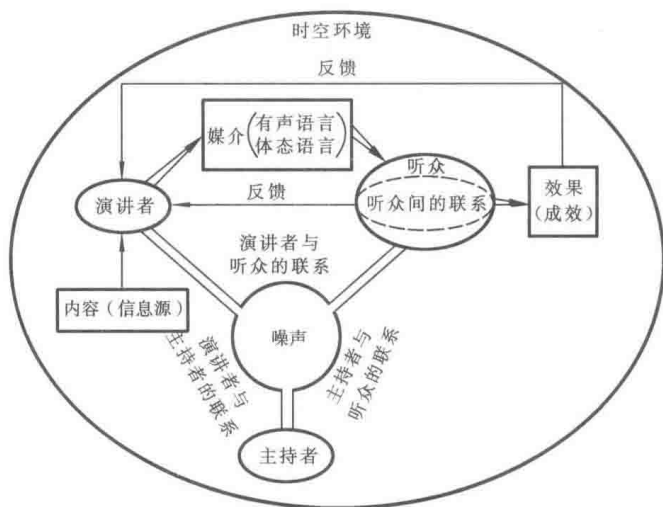 时空环境
反馈
媒介(有声语言
体态语言)
听众
演讲者
反馈
听众间的联系
效果
(成效)
演讲者与
听众的联系
内容(信息源)
噪声
演讲者与
主持者的联系
主持者与
听众的联系
主持者